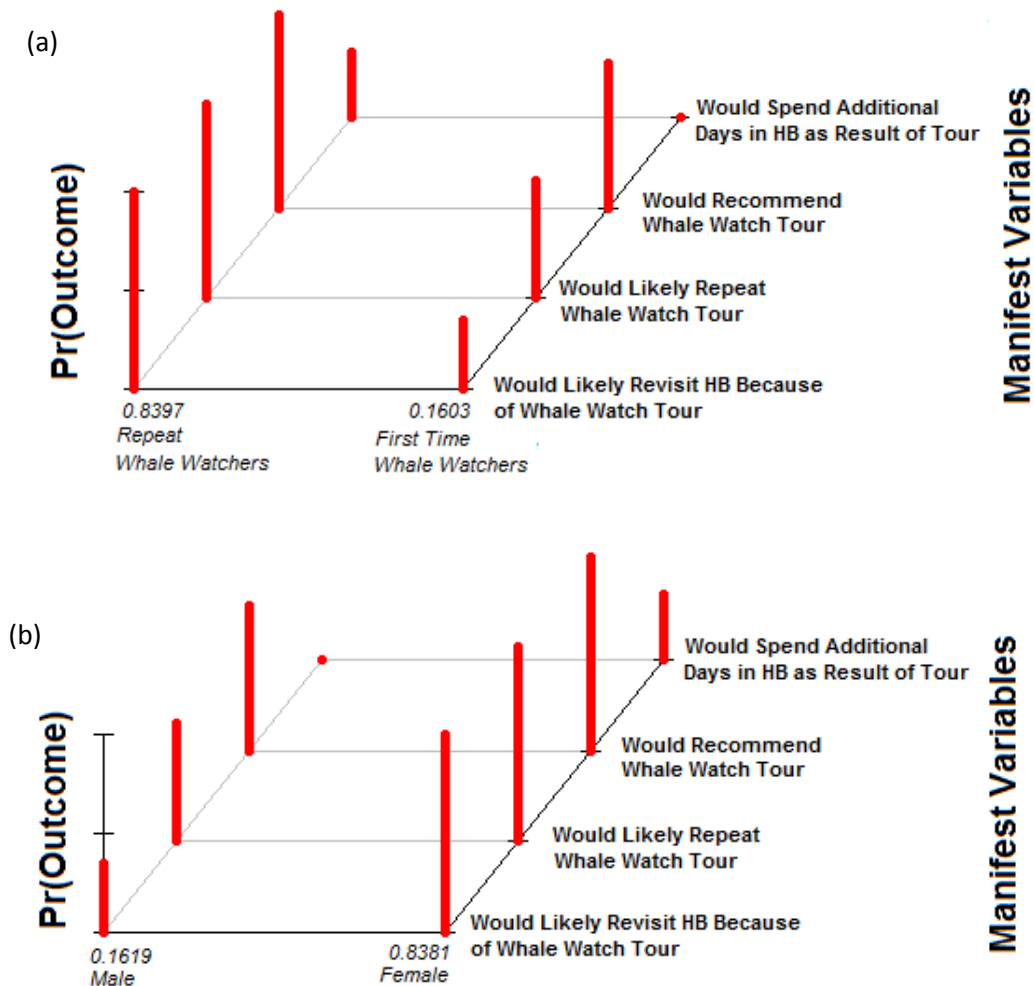 (a)
Pr(Outcome)
Would Spend Additional
Days in HB as Result of Tour
Would Recommend
Whale Watch Tour
Would Likely Repeat
Whale Watch Tour
Would Likely Revisit HB Because
of Whale Watch Tour
0.8397
Repeat
Whale Watchers
0.1603
First Time
Whale Watchers
Manifest Variables
(b)
Pr(Outcome)
Would Spend Additional
Days in HB as Result of Tour
Would Recommend
Whale Watch Tour
Would Likely Repeat
Whale Watch Tour
Would Likely Revisit HB Because
of Whale Watch Tour
0.1619
Male
0.8381
Female
Manifest Variables